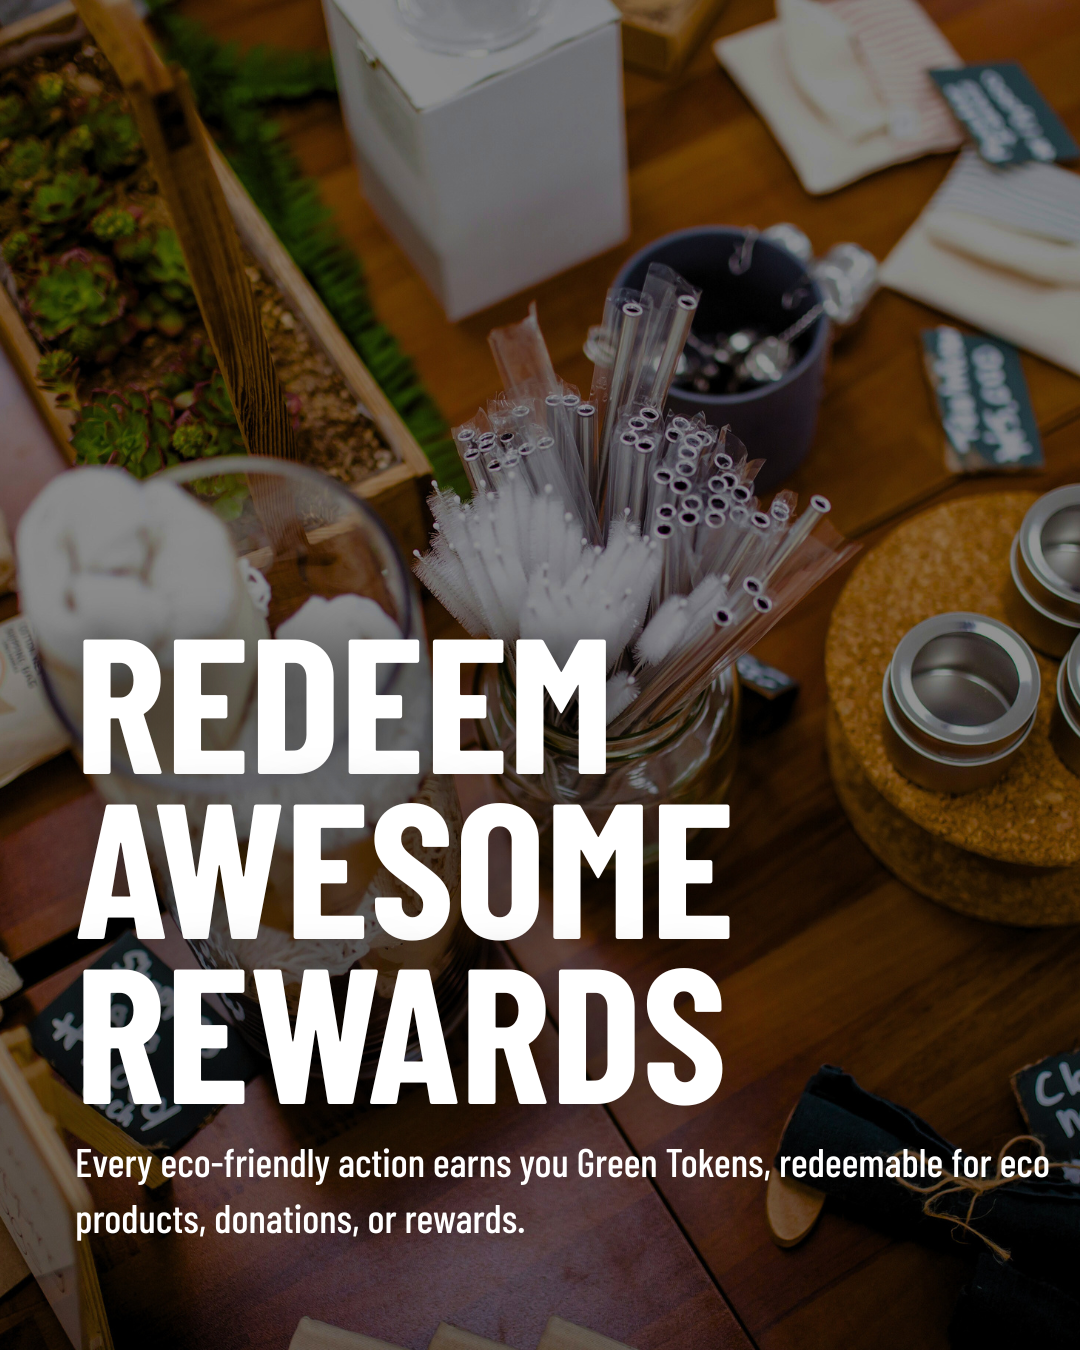 REDEEM
AWESOME
REWARDS
Every eco-friendly action earns you Green Tokens, redeemable for eco
products, donations, or rewards.